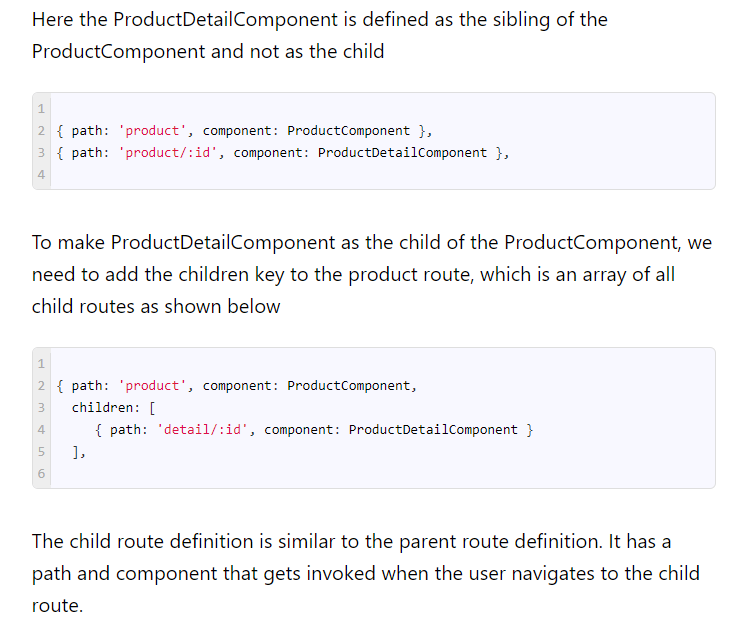 Here the ProductDetailComponent is defined as the sibling of the
ProductComponent and not as the child
1
2 { path: 'product', component: ProductComponent },
3 { path: 'product/:id', component: ProductDetailComponent },
4
To make ProductDetailComponent as the child of the ProductComponent, we
need to add the children key to the product route, which is an array of all
child routes as shown below
1
2 { path: 'product', component: ProductComponent,
3   children: [
4      { path: 'detail/:id', component: ProductDetailComponent }
5   ],
6
The child route definition is similar to the parent route definition. It has a
path and component that gets invoked when the user navigates to the child
route.